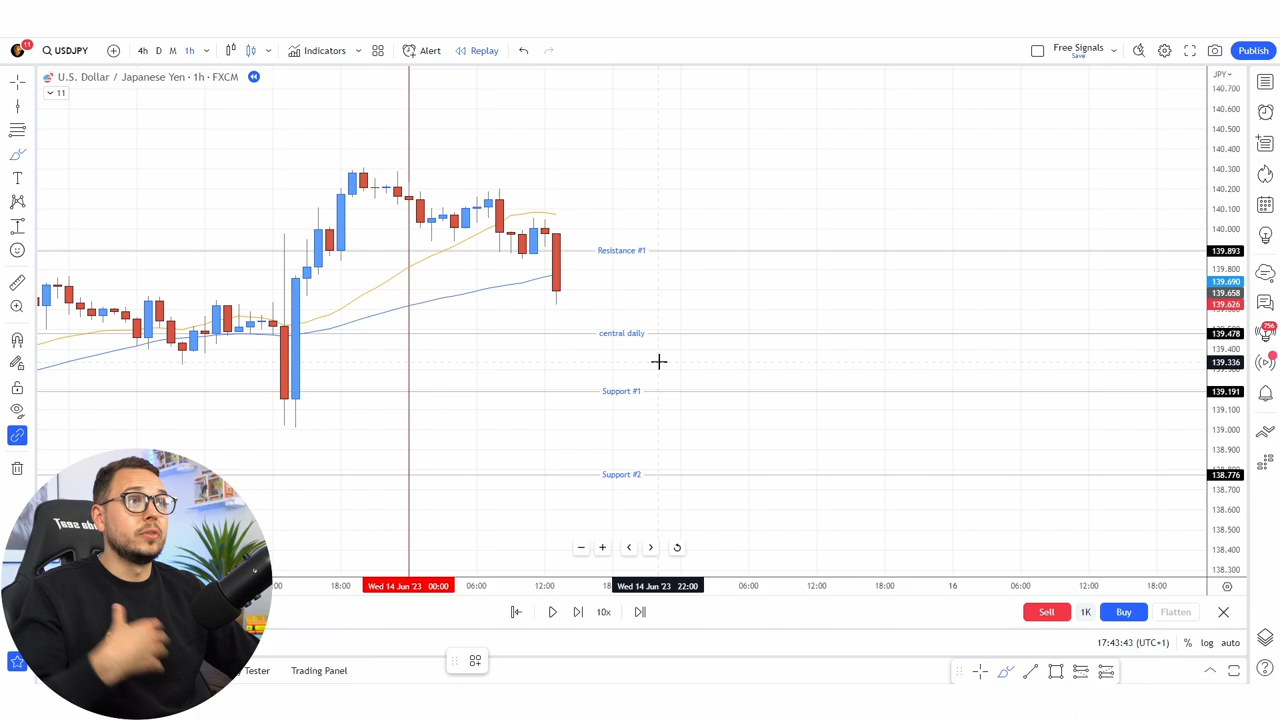 11
USDJPY
4h D M 1h
Indicators
Alert
Replay
Free Signals
Save
Publish
U.S. Dollar / Japanese Yen · 1h · FXCM
11
JPY
140.700
140.600
140.500
140.400
140.300
140.200
140.100
140.000
Resistance #1
139.893
139.800
139.690
139.658
139.626
central daily
139.478
139.400
139.336
Support #1
139.191
139.100
139.000
138.900
Support #2
138.776
138.700
138.600
138.500
138.400
138.300
756
18:00
Wed 14 Jun '23 00:00
06:00
12:00
18
Wed 14 Jun '23 22:00
06:00
12:00
18:00
16
06:00
12:00
18:00
10x
Sell
1K
Buy
Flatten
17:43:43 (UTC+1)
% log auto
Tester
Trading Panel